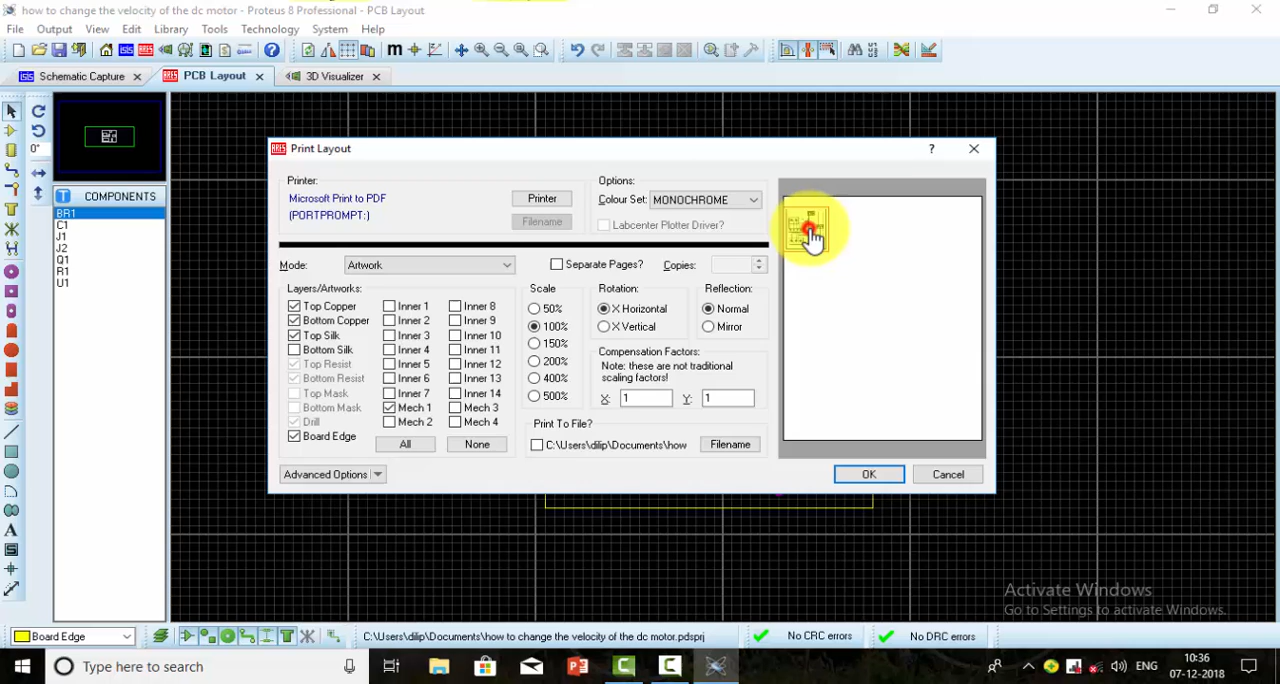 how to change the velocity of the dc motor - Proteus 8 Professional - PCB Layout
File Output View Edit Library Tools Technology System Help
Schematic Capture PCB Layout 3D Visualizer
Print Layout
Printer: Options:
Microsoft Print to PDF Printer Colour Set: MONOCHROME
(PORTPROMPT:) Filename Labcenter Plotter Driver?
Mode: Artwork Separate Pages? Copies:
Layers/Artworks: Scale Rotation: Reflection:
Top Copper Inner 1 Inner 8 50% X Horizontal Normal
Bottom Copper Inner 2 Inner 9 100% X Vertical Mirror
Top Silk Inner 3 Inner 10 150%
Bottom Silk Inner 4 Inner 11 200% Compensation Factors:
Top Resist Inner 5 Inner 12 400% Note: these are not traditional
Bottom Resist Inner 6 Inner 13 500% scaling factors!
Top Mask Inner 7 Inner 14 X: 1 Y: 1
Bottom Mask Mech 1 Mech 3
Drill Mech 2 Mech 4 Print To File?
Board Edge All None C:\Users\dilip\Documents\how Filename
Advanced Options OK Cancel
0°
COMPONENTS
BR1
C1
J1
J2
Q1
R1
U1
Activate Windows
Go to Settings to activate Windows.
Board Edge C:\Users\dilip\Documents\how to change the velocity of the dc motor.pdsprj No CRC errors No DRC errors
Type here to search ENG 10:36
07-12-2018